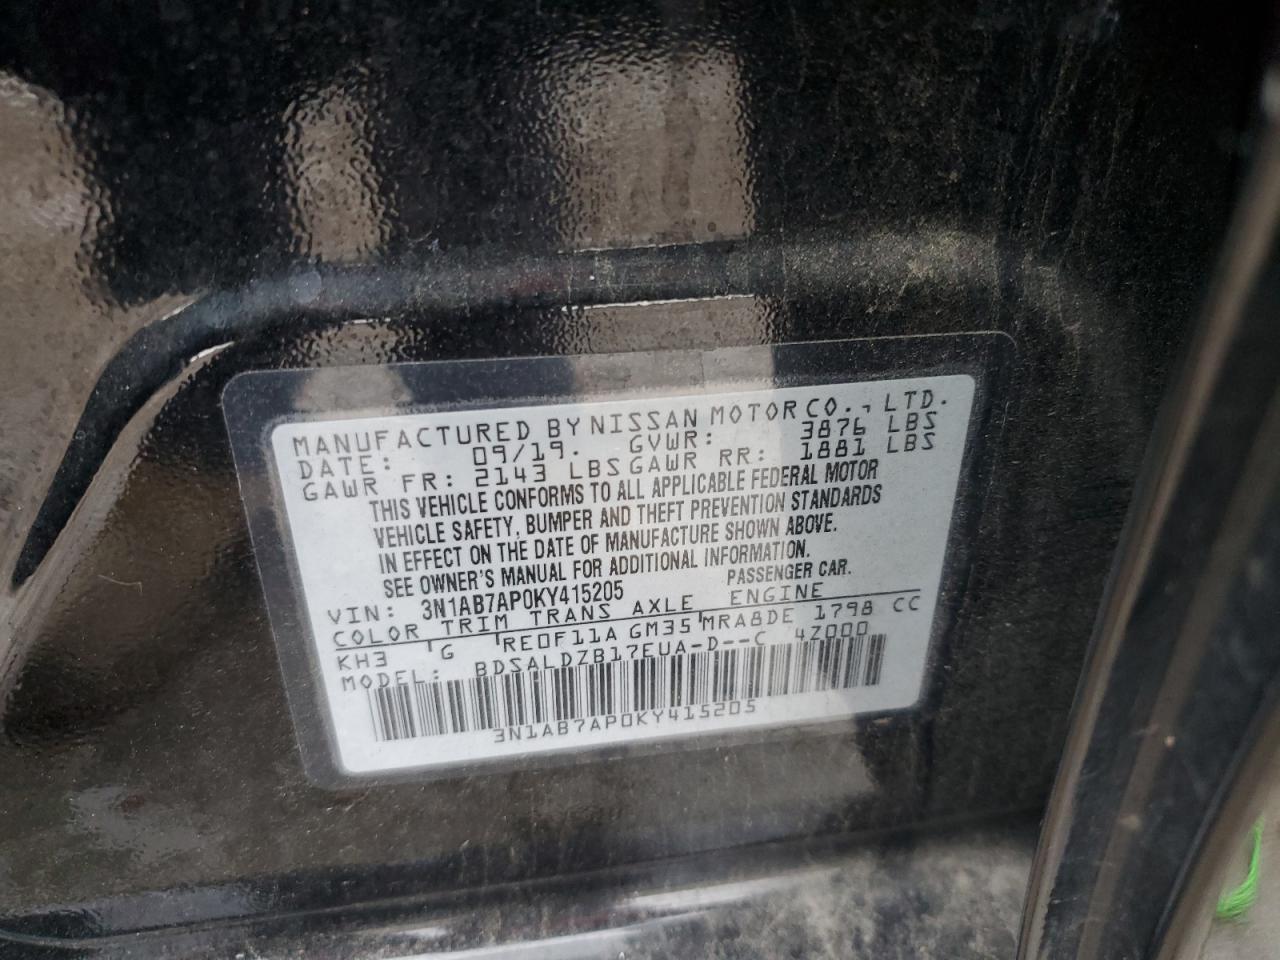 MANUFACTURED BY NISSAN MOTOR CO., LTD.
DATE: 09/19. GVWR: 3876 LBS
GAWR FR: 2143 LBS GAWR RR: 1881 LBS
THIS VEHICLE CONFORMS TO ALL APPLICABLE FEDERAL MOTOR
VEHICLE SAFETY, BUMPER AND THEFT PREVENTION STANDARDS
IN EFFECT ON THE DATE OF MANUFACTURE SHOWN ABOVE.
SEE OWNER'S MANUAL FOR ADDITIONAL INFORMATION.
VIN: 3N1AB7AP0KY415205 PASSENGER CAR.
COLOR TRIM TRANS AXLE ENGINE
KH3 G RE0F11A GM35 MRA8DE 1798 CC
MODEL: BDSALDZB17EUA-D--C 4Z000
3N1AB7AP0KY415205